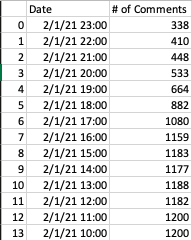 Date # of Comments
0 2/1/21 23:00 338
1 2/1/21 22:00 410
2 2/1/21 21:00 448
3 2/1/21 20:00 533
4 2/1/21 19:00 664
5 2/1/21 18:00 882
6 2/1/21 17:00 1080
7 2/1/21 16:00 1159
8 2/1/21 15:00 1183
9 2/1/21 14:00 1177
10 2/1/21 13:00 1188
11 2/1/21 12:00 1182
12 2/1/21 11:00 1200
13 2/1/21 10:00 1200